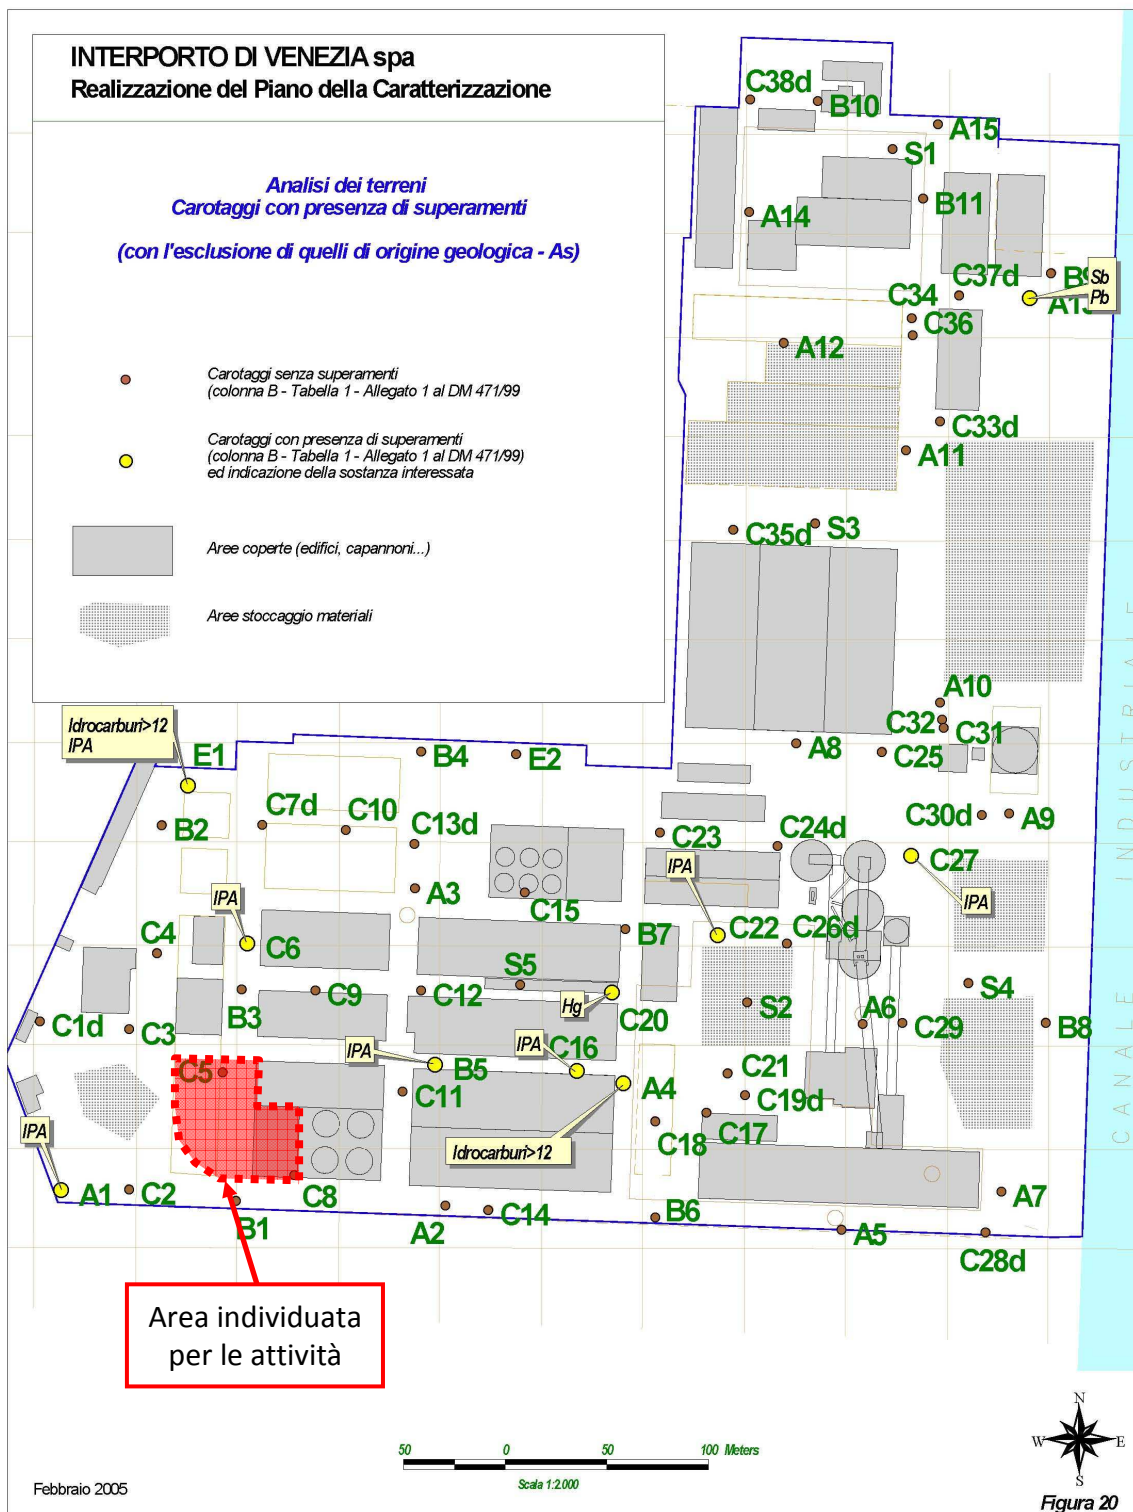 INTERPORTO DI VENEZIA spa
Realizzazione del Piano della Caratterizzazione
Analisi dei terreni
Carotaggi con presenza di superamenti
(con l'esclusione di quelli di origine geologica - As)
Carotaggi senza superamenti
(colonna B - Tabella 1 - Allegato 1 al DM 471/99
Carotaggi con presenza di superamenti
(colonna B - Tabella 1 - Allegato 1 al DM 471/99)
ed indicazione della sostanza interessata
Aree coperte (edifici, capannoni...)
Aree stoccaggio materiali
C38d
B10
A15
S1
B11
A14
C37d
Sb
Pb
C34
C36
A12
C33d
A11
C35d
S3
A10
C32
C31
Idrocarburi>12
IPA
E1
B4
E2
A8
C25
B2
C7d
C10
C13d
C23
C24d
C30d
A9
C27
IPA
IPA
IPA
A3
C15
C4
C6
B7
C22
C26d
S5
B3
C9
C12
Hg
C20
S2
A6
S4
C29
B8
C1d
C3
IPA
IPA
C16
C5
B5
C21
A4
C11
C19d
C17
C18
IPA
Idrocarburi>12
A1
C2
B1
C8
A2
C14
B6
A5
A7
C28d
CANALE INDUSTRIALE
Area individuata
per le attività
50 0 50 100 Meters
Scala 1:2.000
N
W E
S
Febbraio 2005
Figura 20